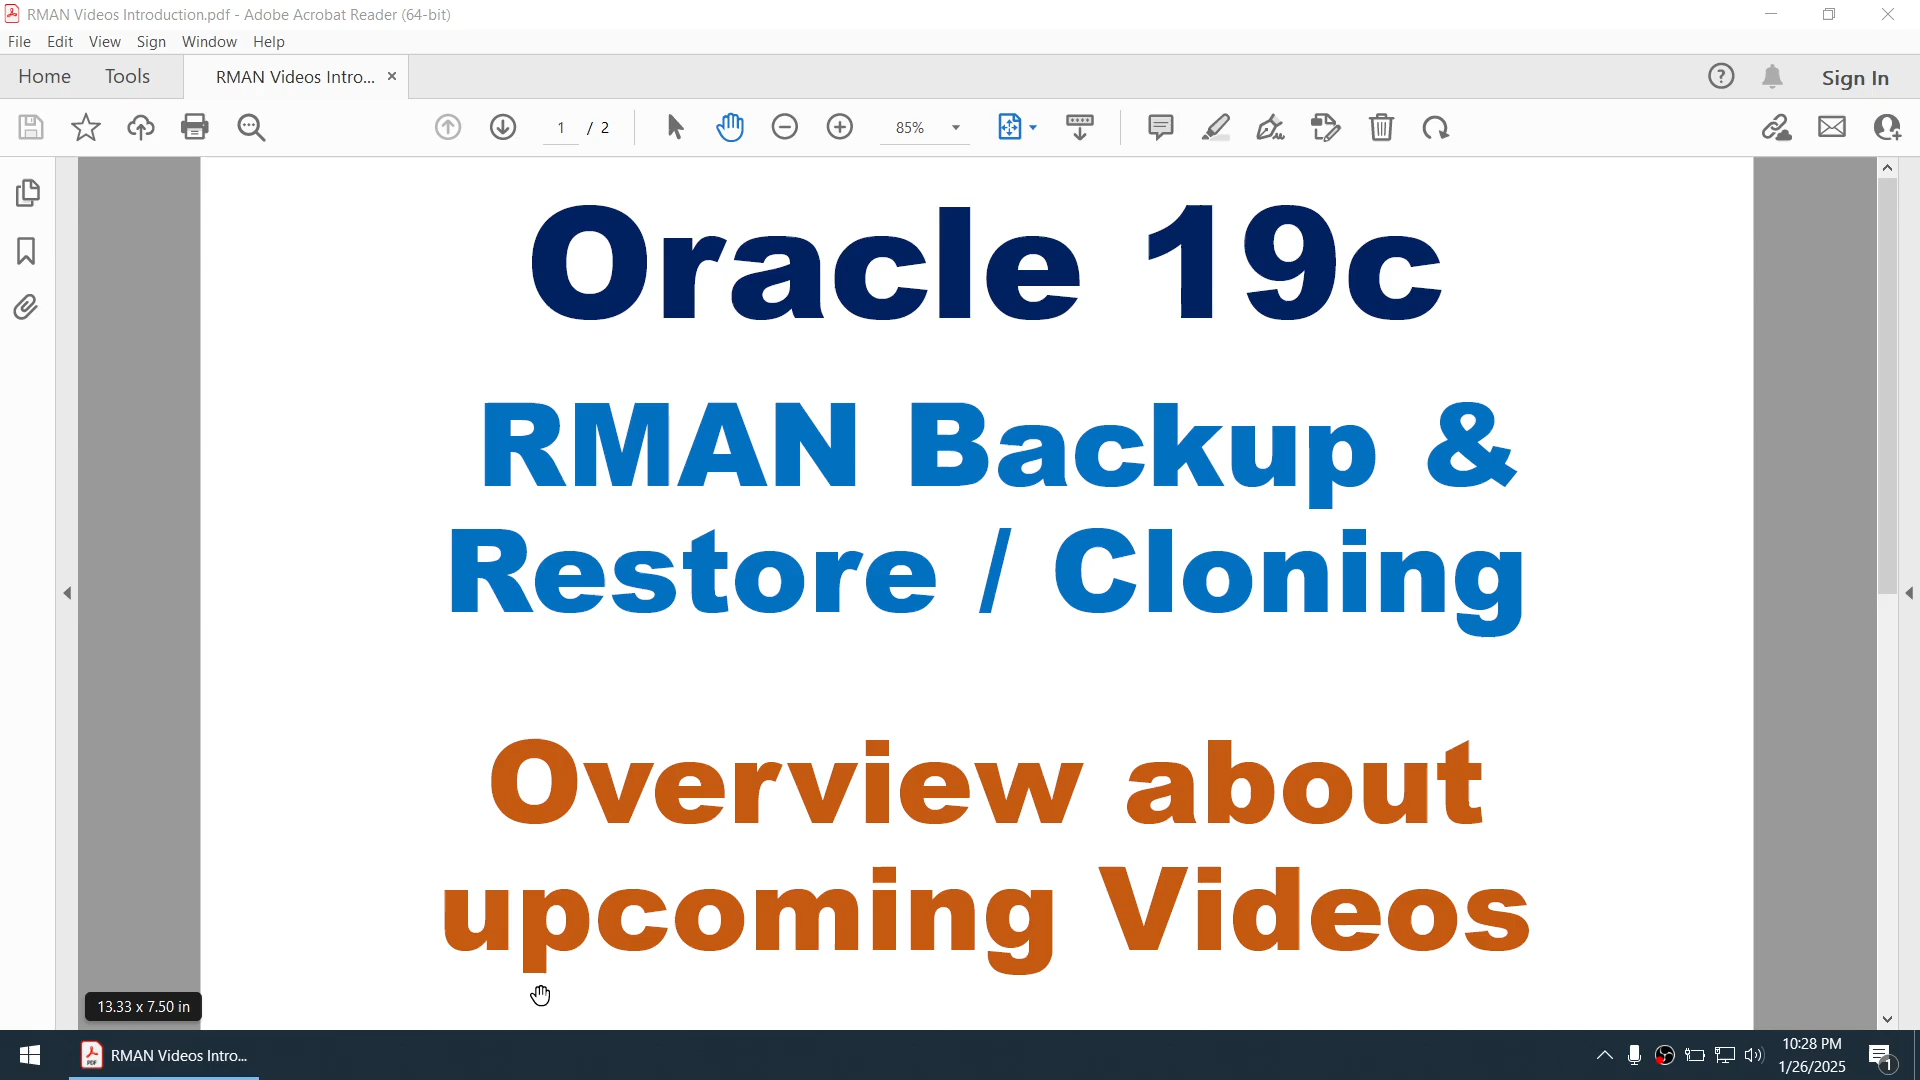 RMAN Videos Introduction.pdf - Adobe Acrobat Reader (64-bit)
File Edit View Sign Window Help
Home Tools RMAN Videos Intro... × Sign In
1 / 2 85%
Oracle 19c
RMAN Backup &
Restore / Cloning
Overview about
upcoming Videos
13.33 x 7.50 in
RMAN Videos Intro...
10:28 PM
1/26/2025
1